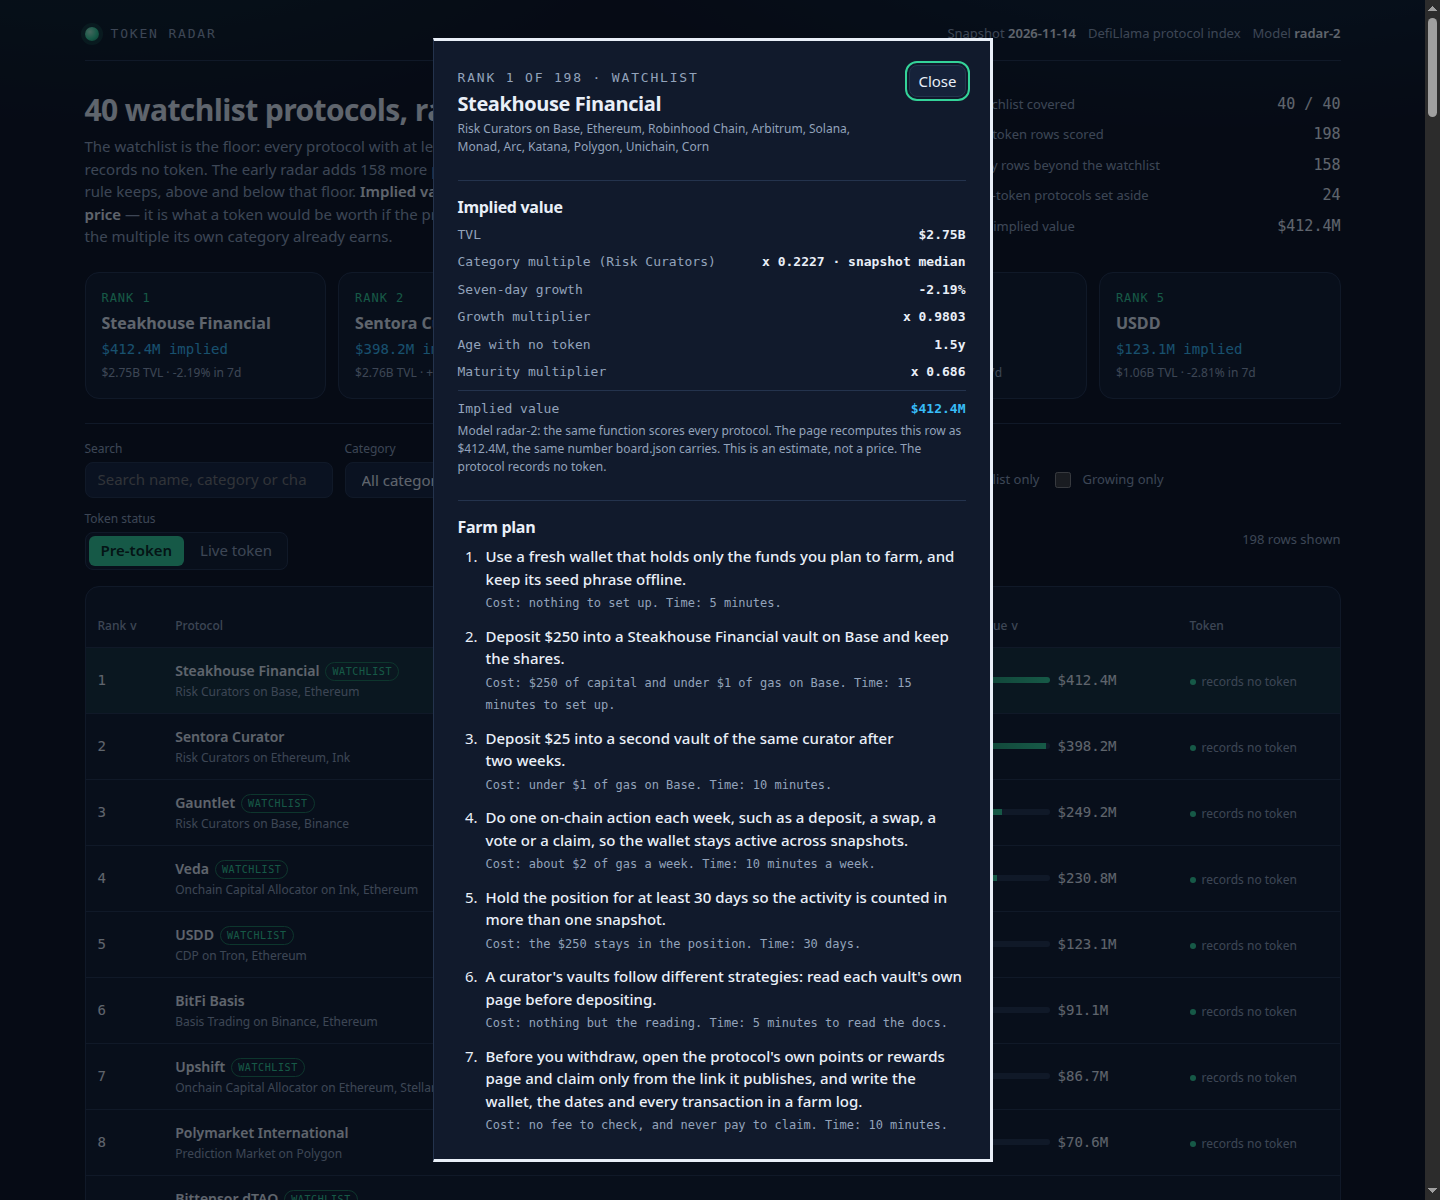 TOKEN RADAR
Snapshot 2026-11-14 DefiLlama protocol index Model radar-2
40 watchlist protocols,
The watchlist is the floor: every protocol with at
records no token. The early radar adds 158 more
rule keeps, above and below that floor. Implied
price — it is what a token would be worth if the
the multiple its own category already earns.
covered 40 / 40
token rows scored 198
rows beyond the watchlist 158
-token protocols set aside 24
implied value $412.4M
RANK 1
Steakhouse Financial
$412.4M implied
$2.75B TVL · -2.19% in 7d
RANK 2
Sentora
$398.2M
$2.76B TVL ·
RANK 5
USDD
$123.1M implied
$1.06B TVL · -2.81% in 7d
Search
Search name, category or cha
Category
All
only
Growing only
Token status
Pre-token Live token
198 rows shown
Rank v Protocol v Token
1 Steakhouse Financial WATCHLIST $412.4M records no token
Risk Curators on Base, Ethereum
2 Sentora Curator $398.2M records no token
Risk Curators on Ethereum, Ink
3 Gauntlet WATCHLIST $249.2M records no token
Risk Curators on Base, Binance
4 Veda WATCHLIST $230.8M records no token
Onchain Capital Allocator on Ink, Ethereum
5 USDD WATCHLIST $123.1M records no token
CDP on Tron, Ethereum
6 BitFi Basis $91.1M records no token
Basis Trading on Binance, Ethereum
7 Upshift WATCHLIST $86.7M records no token
Onchain Capital Allocator on Ethereum,
8 Polymarket International $70.6M records no token
Prediction Market on Polygon
Bittensor dTAO WATCHLIST
RANK 1 OF 198 · WATCHLIST
Close
Steakhouse Financial
Risk Curators on Base, Ethereum, Robinhood Chain, Arbitrum, Solana,
Monad, Arc, Katana, Polygon, Unichain, Corn
Implied value
TVL $2.75B
Category multiple (Risk Curators) x 0.2227 · snapshot median
Seven-day growth -2.19%
Growth multiplier x 0.9803
Age with no token 1.5y
Maturity multiplier x 0.686
Implied value $412.4M
Model radar-2: the same function scores every protocol. The page recomputes this row as
$412.4M, the same number board.json carries. This is an estimate, not a price. The
protocol records no token.
Farm plan
1. Use a fresh wallet that holds only the funds you plan to farm, and
keep its seed phrase offline.
Cost: nothing to set up. Time: 5 minutes.
2. Deposit $250 into a Steakhouse Financial vault on Base and keep
the shares.
Cost: $250 of capital and under $1 of gas on Base. Time: 15
minutes to set up.
3. Deposit $25 into a second vault of the same curator after
two weeks.
Cost: under $1 of gas on Base. Time: 10 minutes.
4. Do one on-chain action each week, such as a deposit, a swap, a
vote or a claim, so the wallet stays active across snapshots.
Cost: about $2 of gas a week. Time: 10 minutes a week.
5. Hold the position for at least 30 days so the activity is counted in
more than one snapshot.
Cost: the $250 stays in the position. Time: 30 days.
6. A curator's vaults follow different strategies: read each vault's own
page before depositing.
Cost: nothing but the reading. Time: 5 minutes to read the docs.
7. Before you withdraw, open the protocol's own points or rewards
page and claim only from the link it publishes, and write the
wallet, the dates and every transaction in a farm log.
Cost: no fee to check, and never pay to claim. Time: 10 minutes.